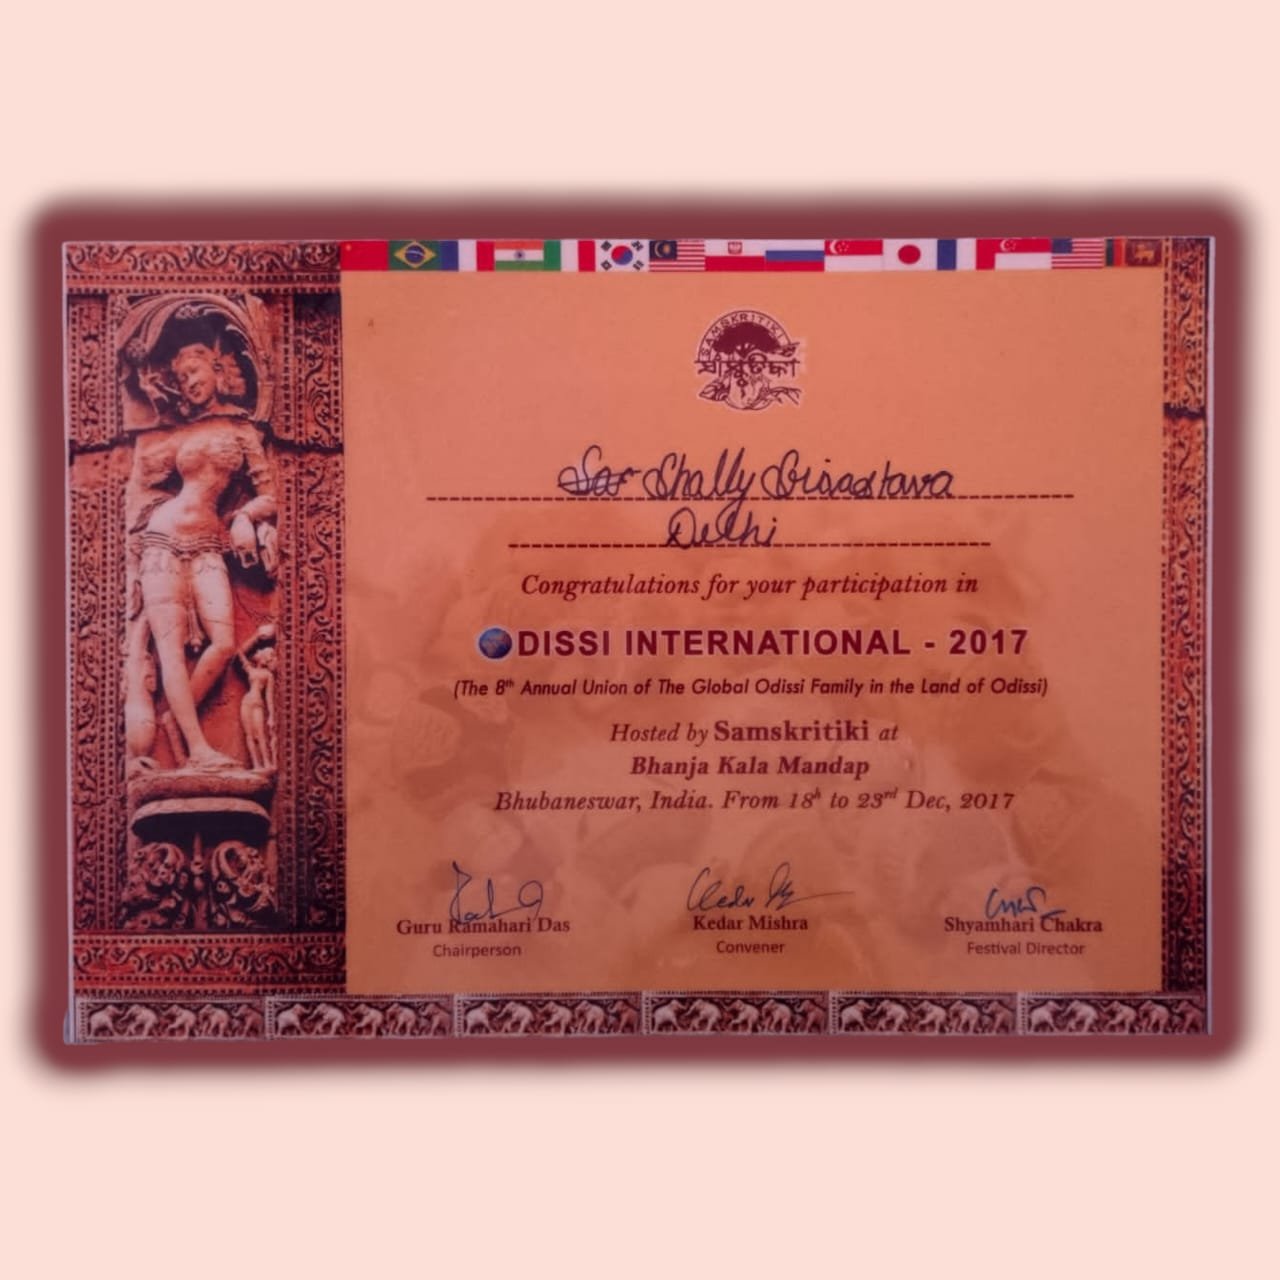 SAMSKRITIKI
Shally Srivastava
Delhi
Congratulations for your participation in
ODISSI INTERNATIONAL - 2017
(The 8th Annual Union of The Global Odissi Family in the Land of Odissi)
Hosted by Samskritiki at
Bhanja Kala Mandap
Bhubaneswar, India. From 18h to 23rd Dec, 2017
Guru Ramahari Das
Chairperson
Kedar Mishra
Convener
Shyamhari Chakra
Festival Director